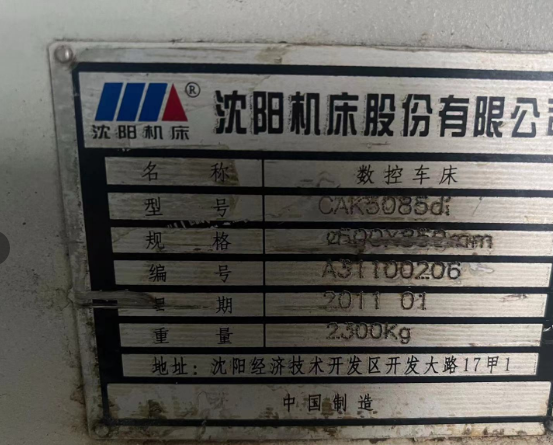 沈阳机床® 沈阳机床股份有限公司
名 称 数控车床
型 号 CAK5085di
规 格
编 号 A31100206
期 2011 01
重 量 2300Kg
地址：沈阳经济技术开发区开发大路17甲1
中国制造